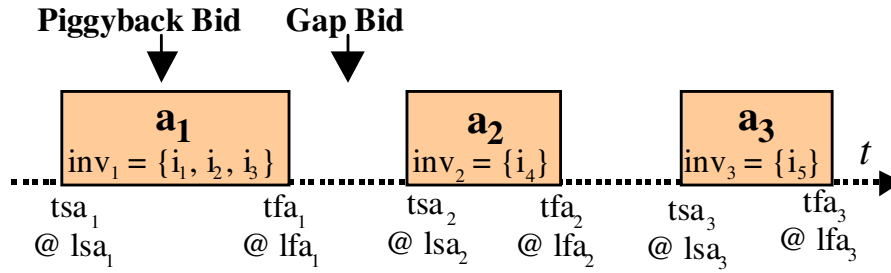 Piggyback Bid Gap Bid
a₁ a₂ a₃
inv₁ = {i₁, i₂, i₃} inv₂ = {i₄} inv₃ = {i₅} t
tsa₁ tfa₁ tsa₂ tfa₂ tsa₃ tfa₃
@ lsa₁ @ lfa₁ @ lsa₂ @ lfa₂ @ lsa₃ @ lfa₃